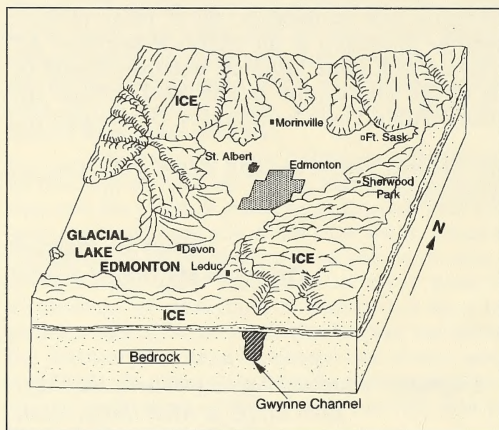 ICE
Morinville
Ft. Sask.
St. Albert
Edmonton
Sherwood
Park
N
GLACIAL
LAKE
EDMONTON
Devon
Leduc
ICE
ICE
Bedrock
Gwynne Channel